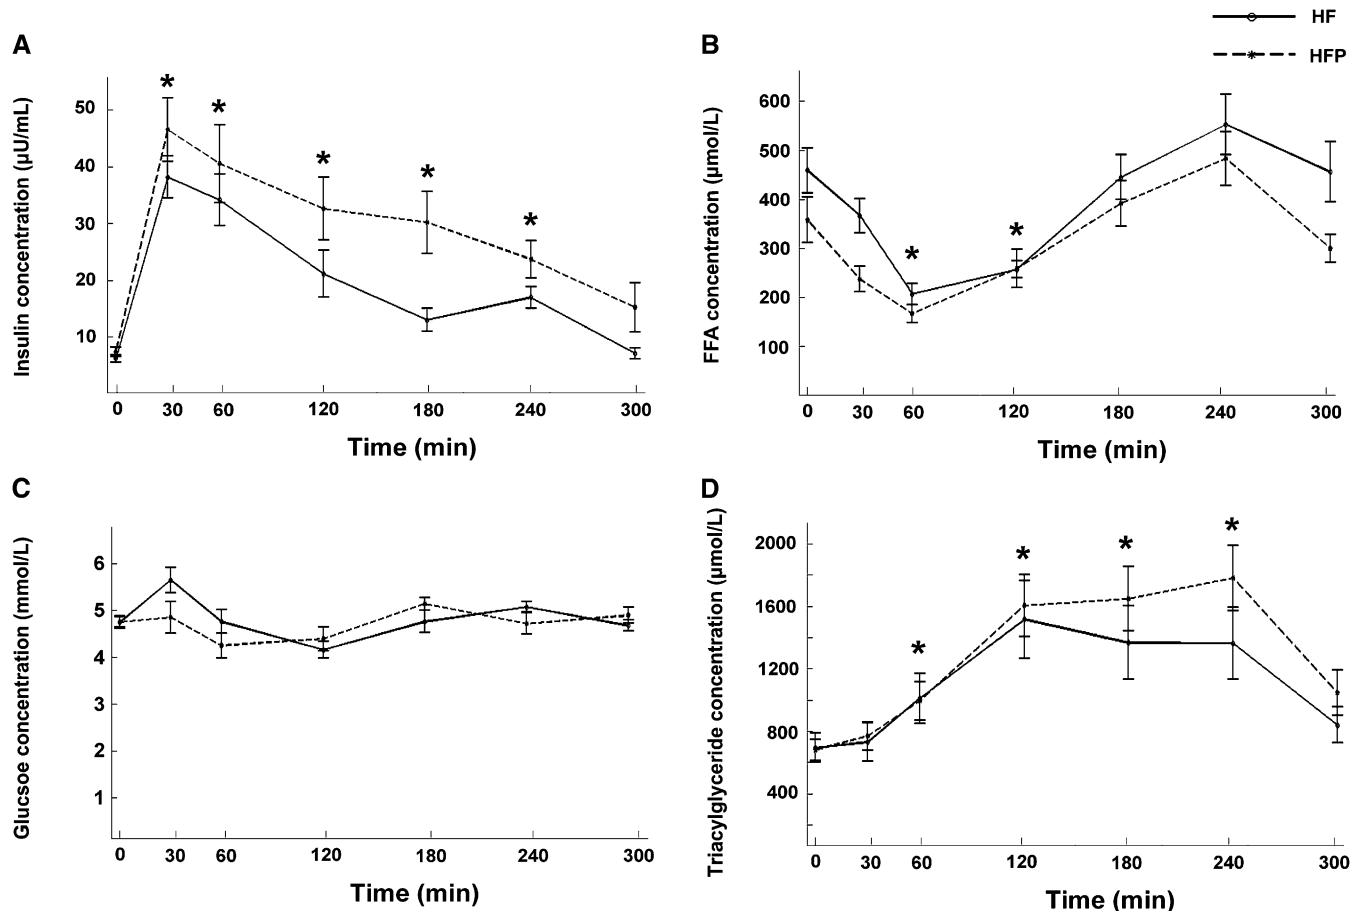 HF
HFP
A
*
*
*
*
*
Insulin concentration (μU/mL)
50
40
30
20
10
0 30 60 120 180 240 300
Time (min)
B
*
*
FFA concentration (μmol/L)
600
500
400
300
200
100
0 30 60 120 180 240 300
Time (min)
C
Glucsoe concentration (mmol/L)
6
5
4
3
2
1
0 30 60 120 180 240 300
Time (min)
D
*
*
*
*
Triacylglyceride concentration (μmol/L)
2000
1600
1200
800
400
0 30 60 120 180 240 300
Time (min)